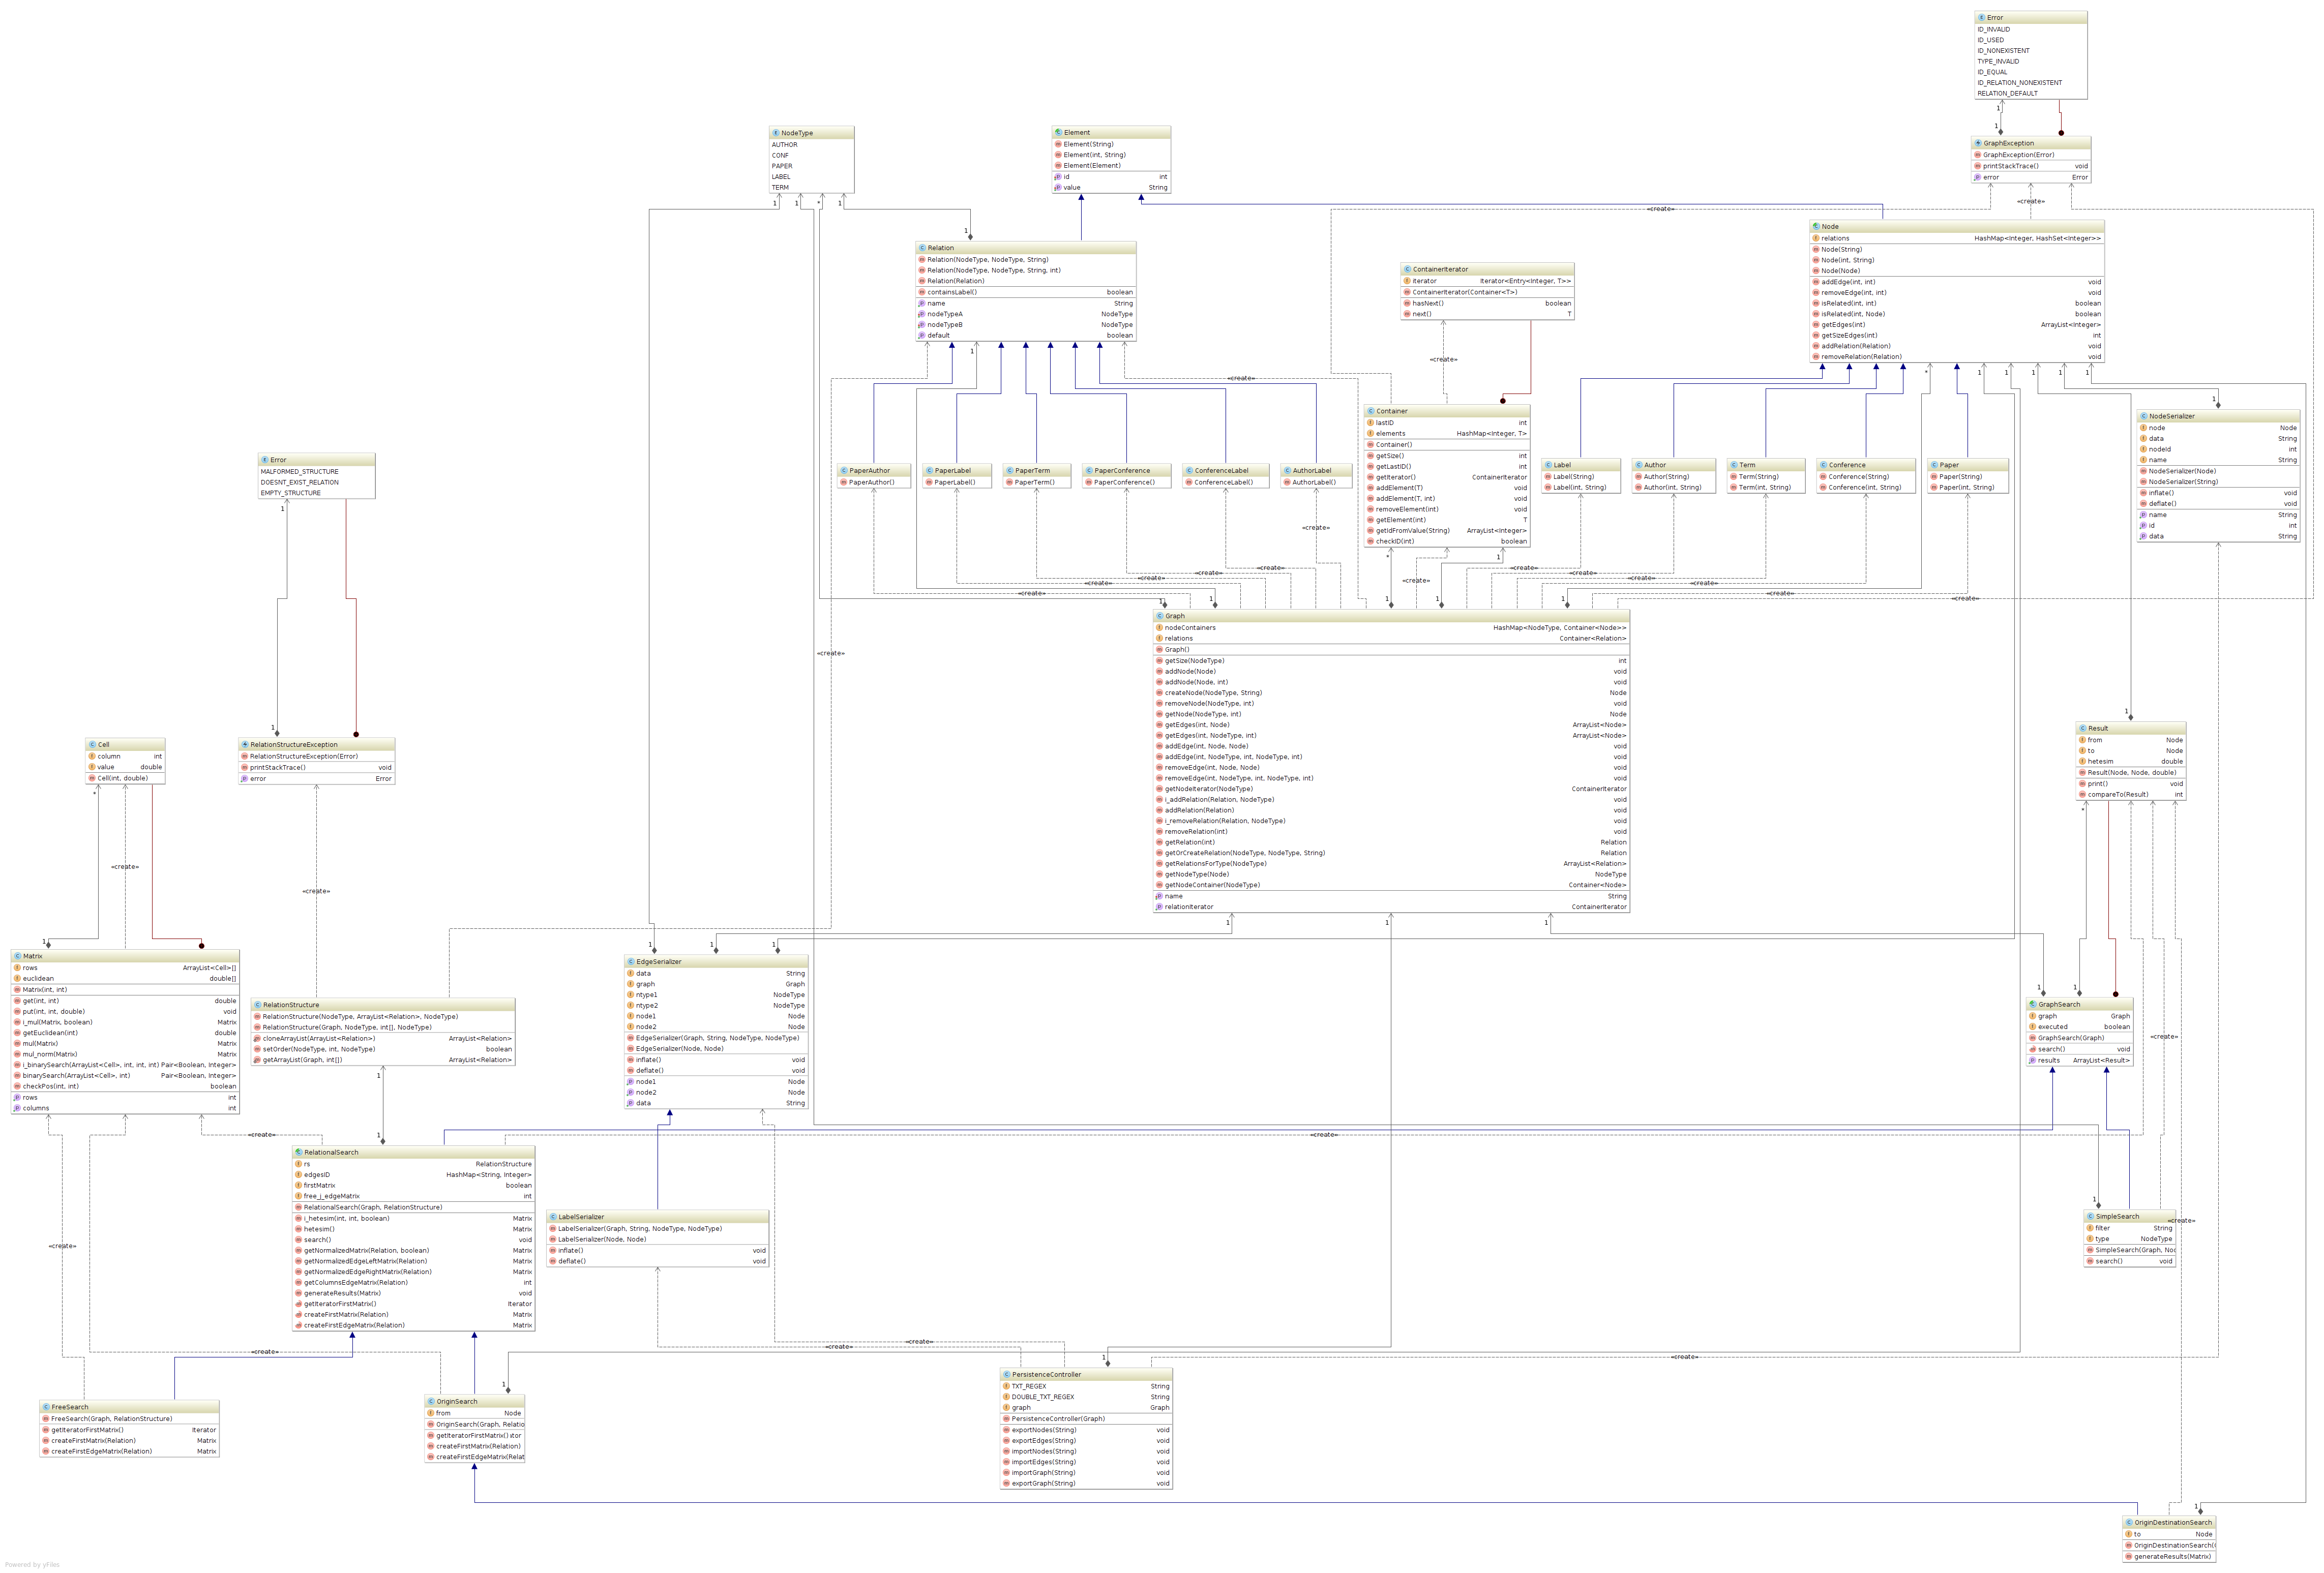 Error
ID_INVALID
ID_USED
ID_NONEXISTENT
TYPE_INVALID
ID_EQUAL
ID_RELATION_NONEXISTENT
RELATION_DEFAULT
NodeType
AUTHOR
CONF
PAPER
LABEL
TERM
Element
Element(String)
Element(int, String)
Element(Element)
id int
value String
GraphException
GraphException(Error)
printStackTrace() void
error Error
Relation
Relation(NodeType, NodeType, String)
Relation(NodeType, NodeType, String, int)
Relation(Relation)
containsLabel() boolean
name String
nodeTypeA NodeType
nodeTypeB NodeType
default boolean
ContainerIterator
iterator Iterator<Entry<Integer, T>>
ContainerIterator(Container<T>)
hasNext() boolean
next() T
Node
relations HashMap<Integer, HashSet<Integer>>
Node(String)
Node(int, String)
Node(Node)
addEdge(int, int) void
removeEdge(int, int) void
isRelated(int, int) boolean
isRelated(int, Node) boolean
getEdges(int) ArrayList<Integer>
getSizeEdges(int) int
addRelation(Relation) void
removeRelation(Relation) void
Container
lastID int
elements HashMap<Integer, T>
Container()
getSize() int
getLastID() int
getIterator() ContainerIterator
addElement(T) void
addElement(T, int) void
removeElement(int) void
getElement(int) T
getIdFromValue(String) ArrayList<Integer>
checkID(int) boolean
NodeSerializer
node Node
data String
nodeId int
name String
NodeSerializer(Node)
NodeSerializer(String)
inflate() void
deflate() void
name String
id int
data String
Error
MALFORMED_STRUCTURE
DOESNT_EXIST_RELATION
EMPTY_STRUCTURE
PaperAuthor
PaperAuthor()
PaperLabel
PaperLabel()
PaperTerm
PaperTerm()
PaperConference
PaperConference()
ConferenceLabel
ConferenceLabel()
AuthorLabel
AuthorLabel()
Label
Label(String)
Label(int, String)
Author
Author(String)
Author(int, String)
Term
Term(String)
Term(int, String)
Conference
Conference(String)
Conference(int, String)
Paper
Paper(String)
Paper(int, String)
Graph
nodeContainers HashMap<NodeType, Container<Node>>
relations Container<Relation>
Graph()
getSize(NodeType) int
addNode(Node) void
addNode(Node, int) void
createNode(NodeType, String) Node
removeNode(NodeType, int) void
getNode(NodeType, int) Node
getEdges(int, Node) ArrayList<Node>
getEdges(int, NodeType, int) ArrayList<Node>
addEdge(int, Node, Node) void
addEdge(int, NodeType, int, NodeType, int) void
removeEdge(int, Node, Node) void
removeEdge(int, NodeType, int, NodeType, int) void
getNodeIterator(NodeType) ContainerIterator
i_addRelation(Relation, NodeType) void
addRelation(Relation) void
i_removeRelation(Relation, NodeType) void
removeRelation(int) void
getRelation(int) Relation
getOrCreateRelation(NodeType, NodeType, String) Relation
getRelationsForType(NodeType) ArrayList<Relation>
getNodeType(Node) NodeType
getNodeContainer(NodeType) Container<Node>
name String
relationIterator ContainerIterator
Cell
column int
value double
Cell(int, double)
RelationStructureException
RelationStructureException(Error)
printStackTrace() void
error Error
Result
from Node
to Node
hetesim double
Result(Node, Node, double)
print() void
compareTo(Result) int
Matrix
rows ArrayList<Cell>[]
euclidean double[]
Matrix(int, int)
get(int, int) double
put(int, int, double) void
i_mul(Matrix, boolean) Matrix
getEuclidean(int) double
mul(Matrix) Matrix
mul_norm(Matrix) Matrix
i_binarySearch(ArrayList<Cell>, int, int, int) Pair<Boolean, Integer>
binarySearch(ArrayList<Cell>, int) Pair<Boolean, Integer>
checkPos(int, int) boolean
rows int
columns int
RelationStructure
RelationStructure(NodeType, ArrayList<Relation>, NodeType)
RelationStructure(Graph, NodeType, int[], NodeType)
cloneArrayList(ArrayList<Relation>) ArrayList<Relation>
setOrder(NodeType, int, NodeType) boolean
getArrayList(Graph, int[]) ArrayList<Relation>
EdgeSerializer
data String
graph Graph
ntype1 NodeType
ntype2 NodeType
node1 Node
node2 Node
EdgeSerializer(Graph, String, NodeType, NodeType)
EdgeSerializer(Node, Node)
inflate() void
deflate() void
node1 Node
node2 Node
data String
GraphSearch
graph Graph
executed boolean
GraphSearch(Graph)
search() void
results ArrayList<Result>
RelationalSearch
rs RelationStructure
edgesID HashMap<String, Integer>
firstMatrix boolean
free_j_edgeMatrix int
RelationalSearch(Graph, RelationStructure)
i_hetesim(int, int, boolean) Matrix
hetesim() Matrix
search() void
getNormalizedMatrix(Relation, boolean) Matrix
getNormalizedEdgeLeftMatrix(Relation) Matrix
getNormalizedEdgeRightMatrix(Relation) Matrix
getColumnsEdgeMatrix(Relation) int
generateResults(Matrix) void
getIteratorFirstMatrix() Iterator
createFirstMatrix(Relation) Matrix
createFirstEdgeMatrix(Relation) Matrix
LabelSerializer
LabelSerializer(Graph, String, NodeType, NodeType)
LabelSerializer(Node, Node)
inflate() void
deflate() void
SimpleSearch
filter String
type NodeType
SimpleSearch(Graph, Noc
search() void
FreeSearch
FreeSearch(Graph, RelationStructure)
getIteratorFirstMatrix() Iterator
createFirstMatrix(Relation) Matrix
createFirstEdgeMatrix(Relation) Matrix
OriginSearch
from Node
OriginSearch(Graph, Relatio
getIteratorFirstMatrix() ıtor
createFirstMatrix(Relation)
createFirstEdgeMatrix(Relat
PersistenceController
TXT_REGEX String
DOUBLE_TXT_REGEX String
graph Graph
PersistenceController(Graph)
exportNodes(String) void
exportEdges(String) void
importNodes(String) void
importEdges(String) void
importGraph(String) void
exportGraph(String) void
OriginDestinationSearch
to Node
OriginDestinationSearch(
generateResults(Matrix)
Powered by yFiles